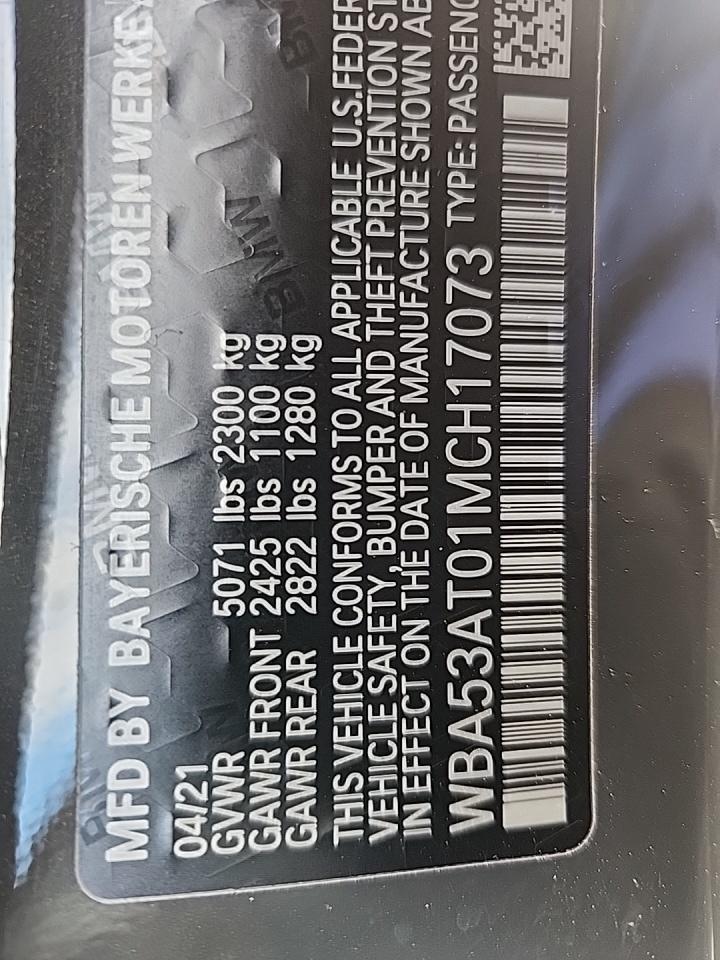 MFD BY BAYERISCHE MOTOREN WERKE
04/21
GVWR 5071 lbs 2300 kg
GAWR FRONT 2425 lbs 1100 kg
GAWR REAR 2822 lbs 1280 kg
THIS VEHICLE CONFORMS TO ALL APPLICABLE U.S.FEDER
VEHICLE SAFETY, BUMPER AND THEFT PREVENTION ST
IN EFFECT ON THE DATE OF MANUFACTURE SHOWN AB
WBA53AT01MCH17073 TYPE: PASSENG
BMW
BMW